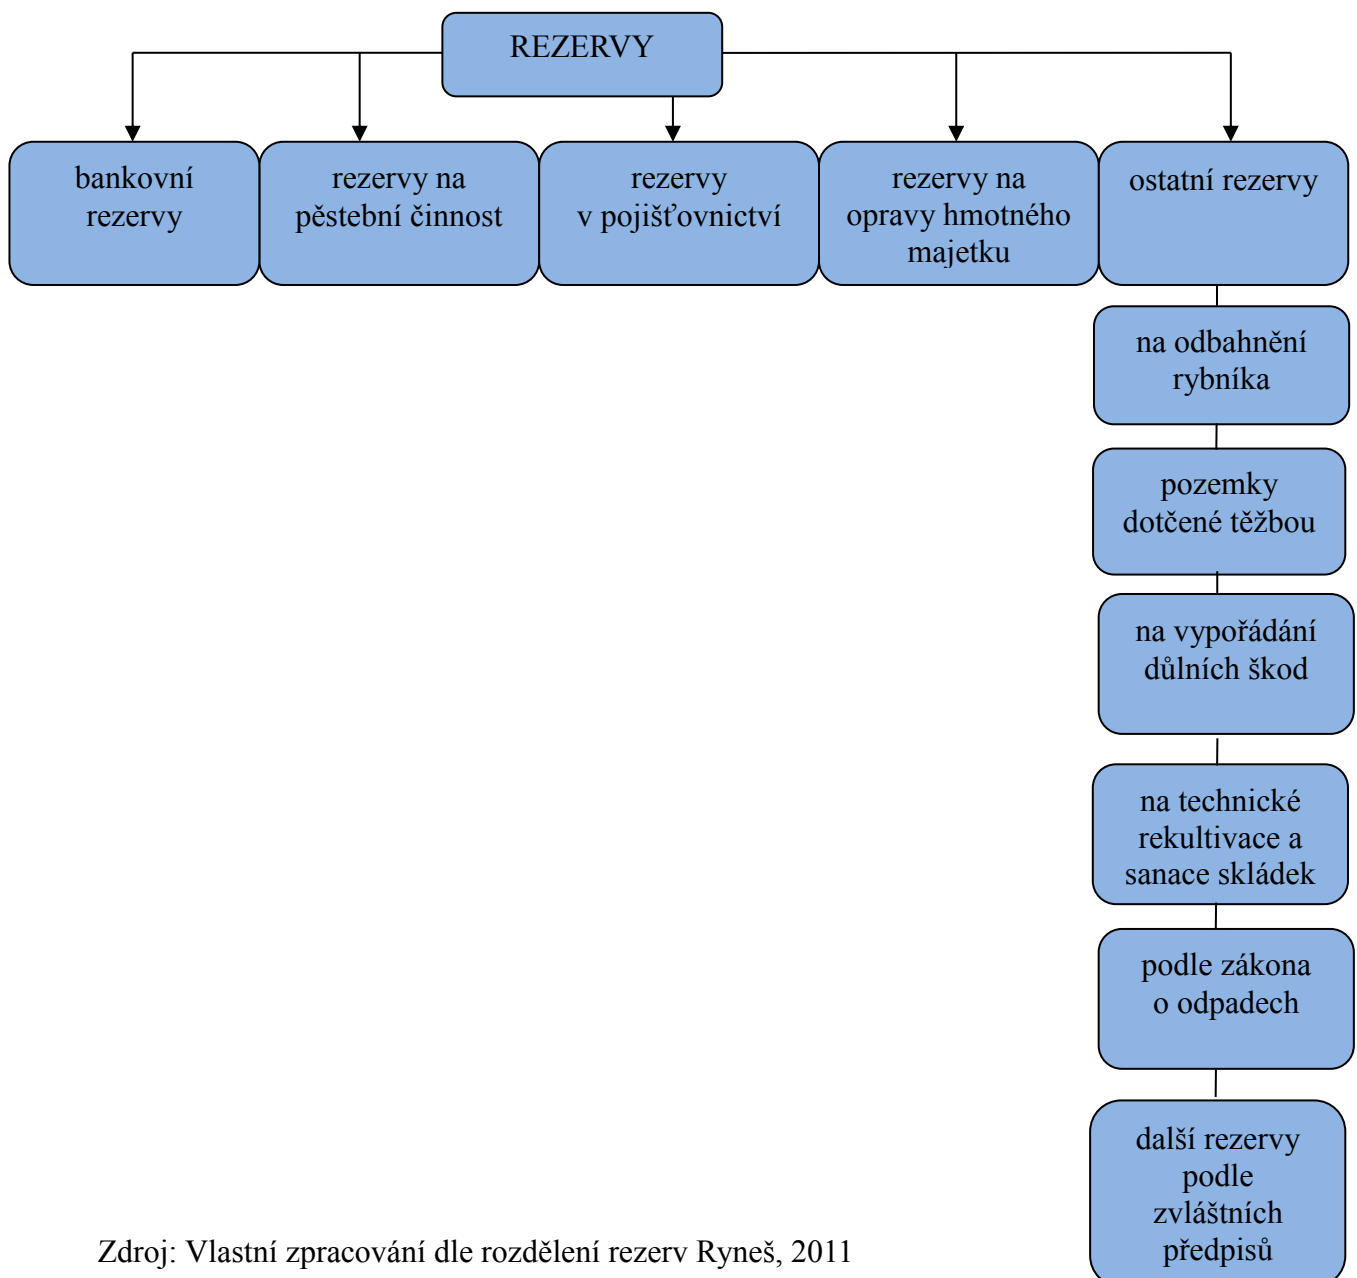 REZERVY
bankovní
rezervy
rezervy na
pěstební činnost
rezervy
v pojišťovnictví
rezervy na
opravy hmotného
majetku
ostatní rezervy
na odbahnění
rybníka
pozemky
dotčené těžbou
na vypořádání
důlních škod
na technické
rekultivace a
sanace skládek
podle zákona
o odpadech
další rezervy
podle
zvláštních
předpisů
Zdroj: Vlastní zpracování dle rozdělení rezerv Ryneš, 2011